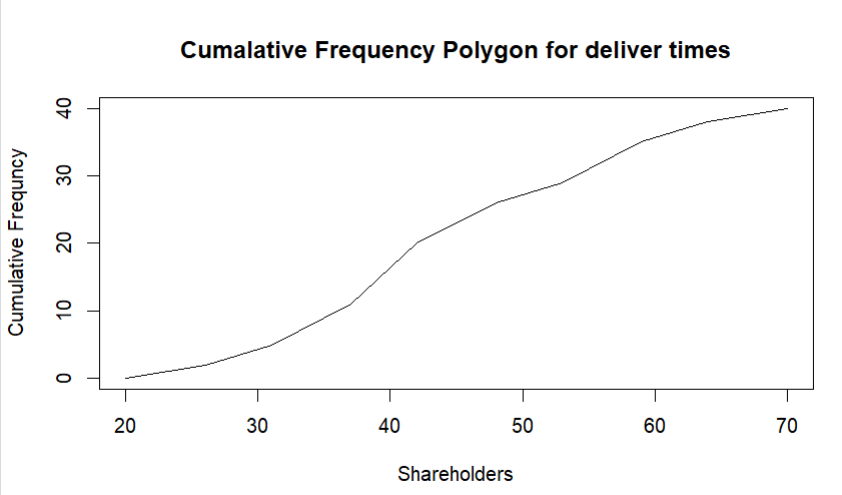 Cumalative Frequency Polygon for deliver times
Cumulative Frequncy
40
30
20
10
0
20 30 40 50 60 70
Shareholders